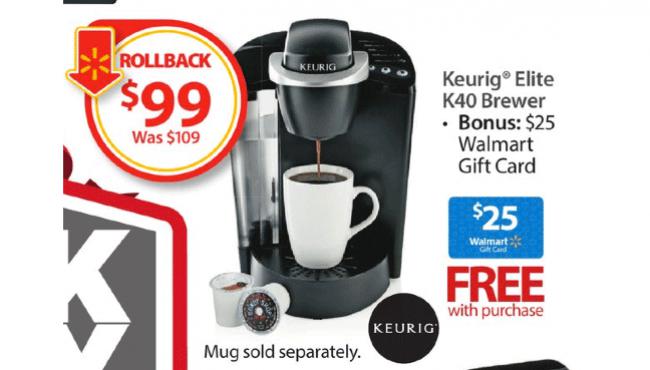 ROLLBACK
$99
Was $109
KEURIG
Keurig® Elite
K40 Brewer
• Bonus: $25
Walmart
Gift Card
$25
Walmart
Gift Card
FREE
with purchase
KEURIG
Mug sold separately.